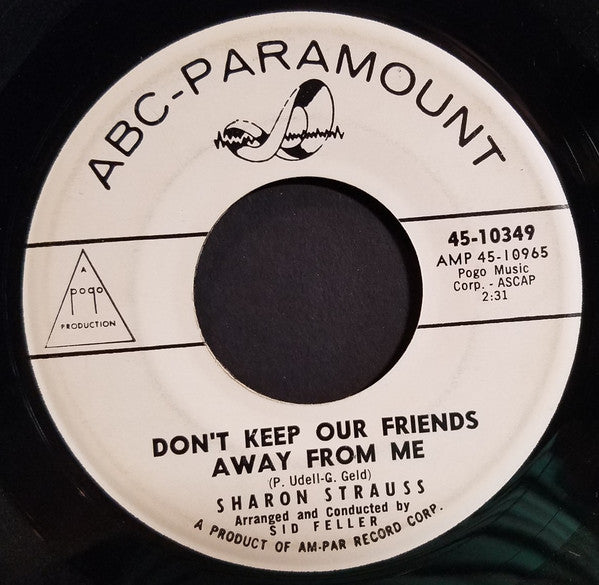 ABC-PARAMOUNT
A
pogo
PRODUCTION
45-10349
AMP 45-10965
Pogo Music
Corp. - ASCAP
2:31
DON'T KEEP OUR FRIENDS
AWAY FROM ME
(P. Udell-G. Geld)
SHARON STRAUSS
Arranged and Conducted by
SID FELLER
A PRODUCT OF AM-PAR RECORD CORP.